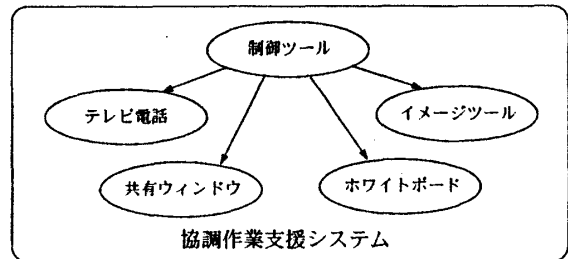 制御ツール
テレビ電話
イメージツール
共有ウィンドウ
ホワイトボード
協調作業支援システム